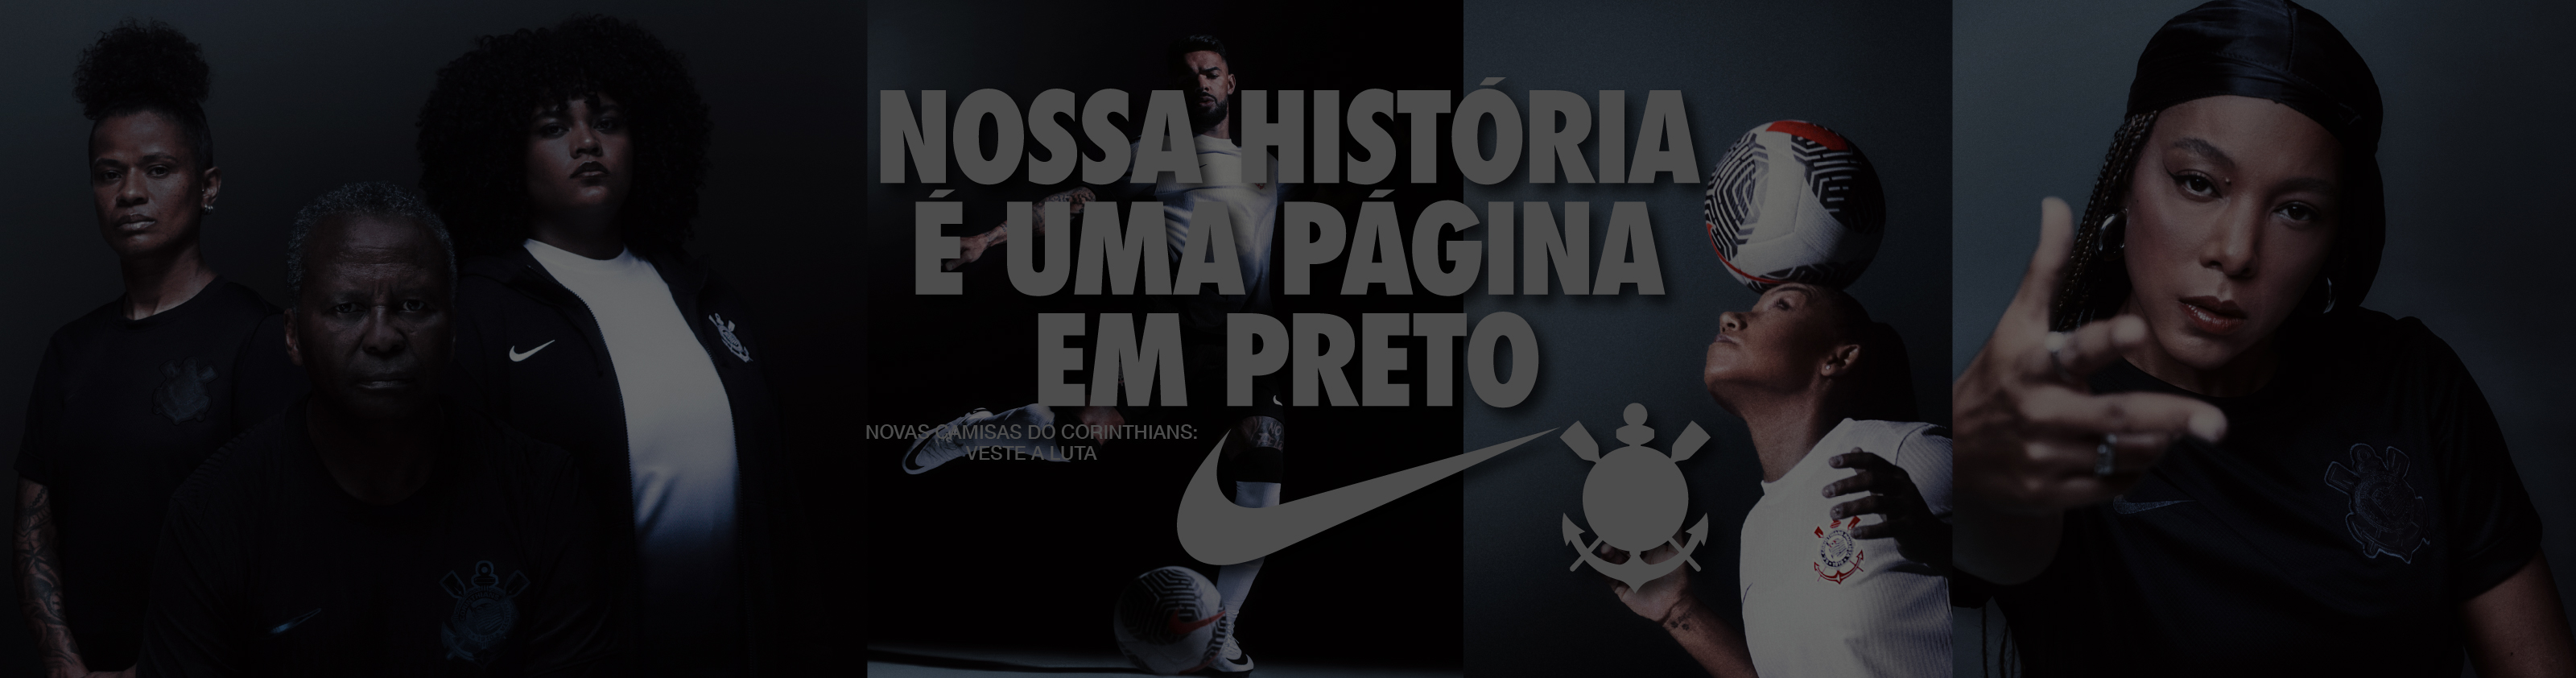 NOSSA HISTÓRIA
É UMA PÁGINA
EM PRETO
NOVAS CAMISAS DO CORINTHIANS:
VESTE A LUTA